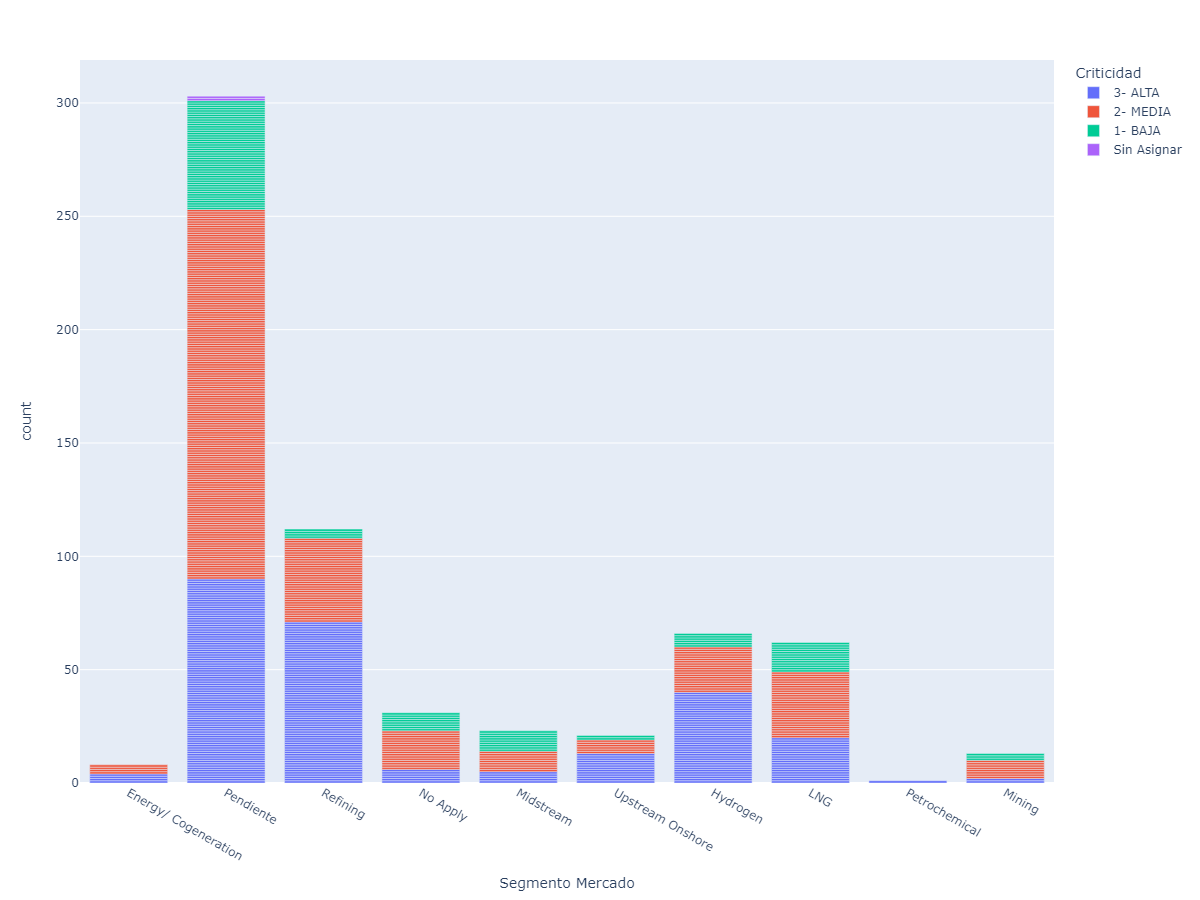 Criticidad
3- ALTA
2- MEDIA
1- BAJA
Sin Asignar
count
300
250
200
150
100
50
0
Energy/ Cogeneration
Pendiente
Refining
No Apply
Midstream
Upstream Onshore
Hydrogen
LNG
Petrochemical
Mining
Segmento Mercado